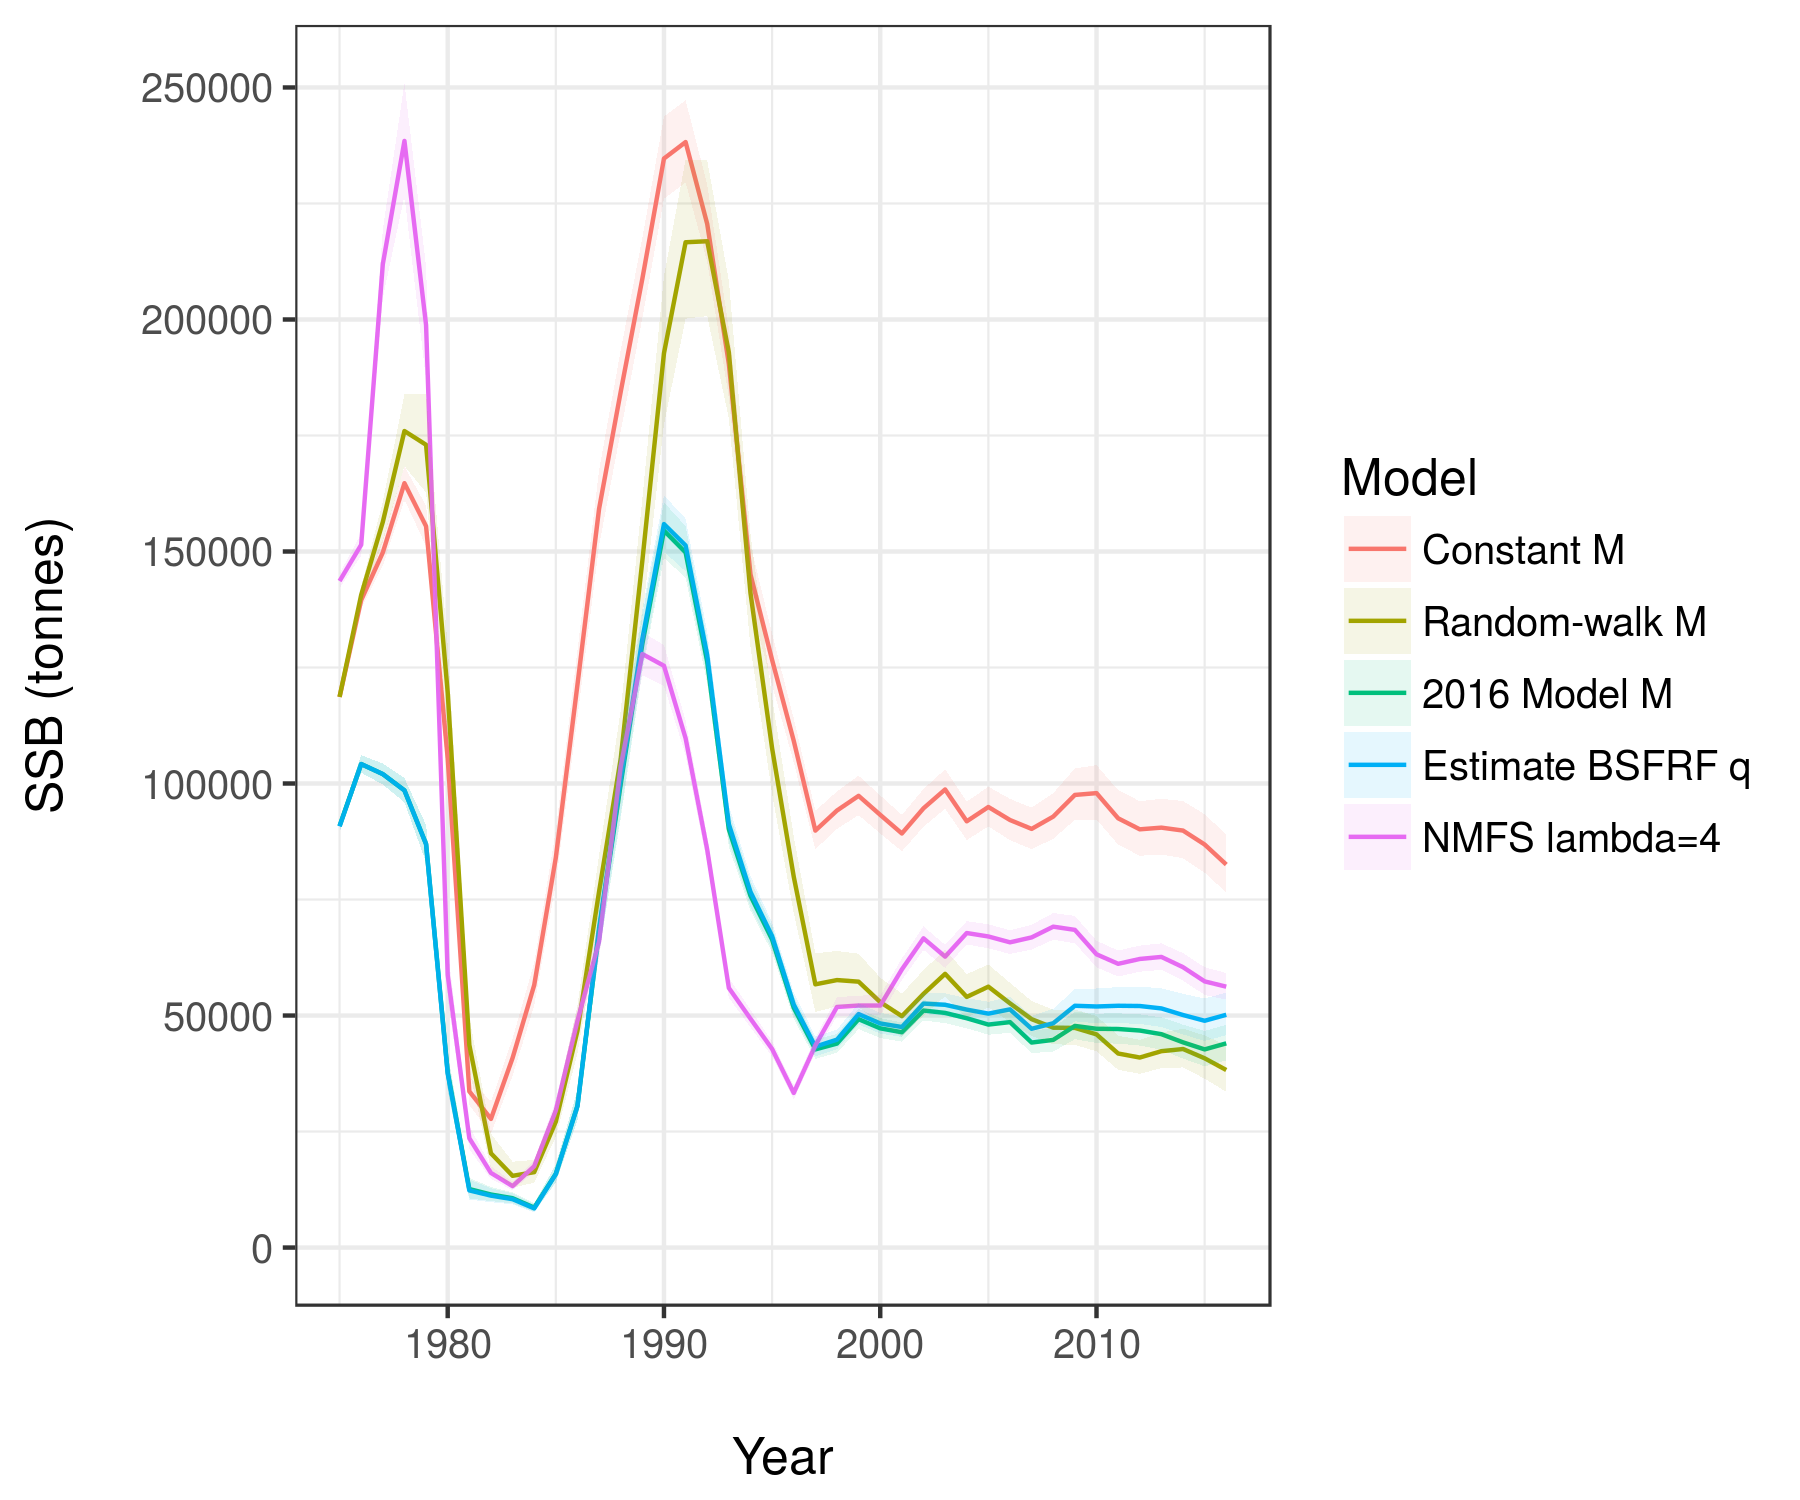 250000
200000
150000
100000
50000
0
SSB (tonnes)
1980
1990
2000
2010
Year
Model
Constant M
Random-walk M
2016 Model M
Estimate BSFRF q
NMFS lambda=4